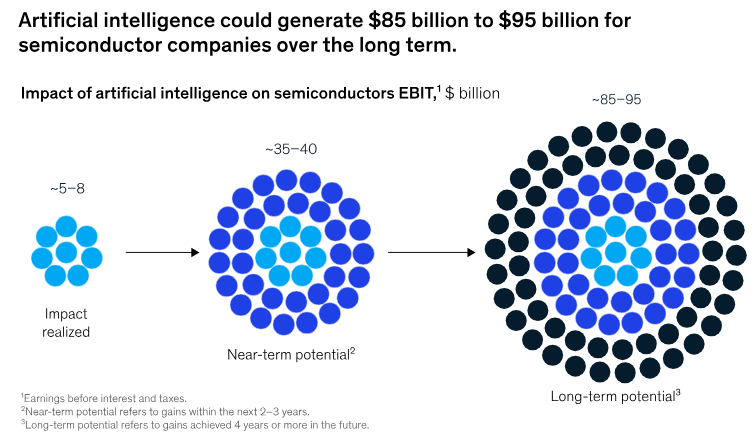 Artificial intelligence could generate $85 billion to $95 billion for
semiconductor companies over the long term.
Impact of artificial intelligence on semiconductors EBIT,¹ $ billion
~5–8
~35–40
~85–95
Impact
realized
Near-term potential²
Long-term potential³
¹Earnings before interest and taxes.
²Near-term potential refers to gains within the next 2–3 years.
³Long-term potential refers to gains achieved 4 years or more in the future.